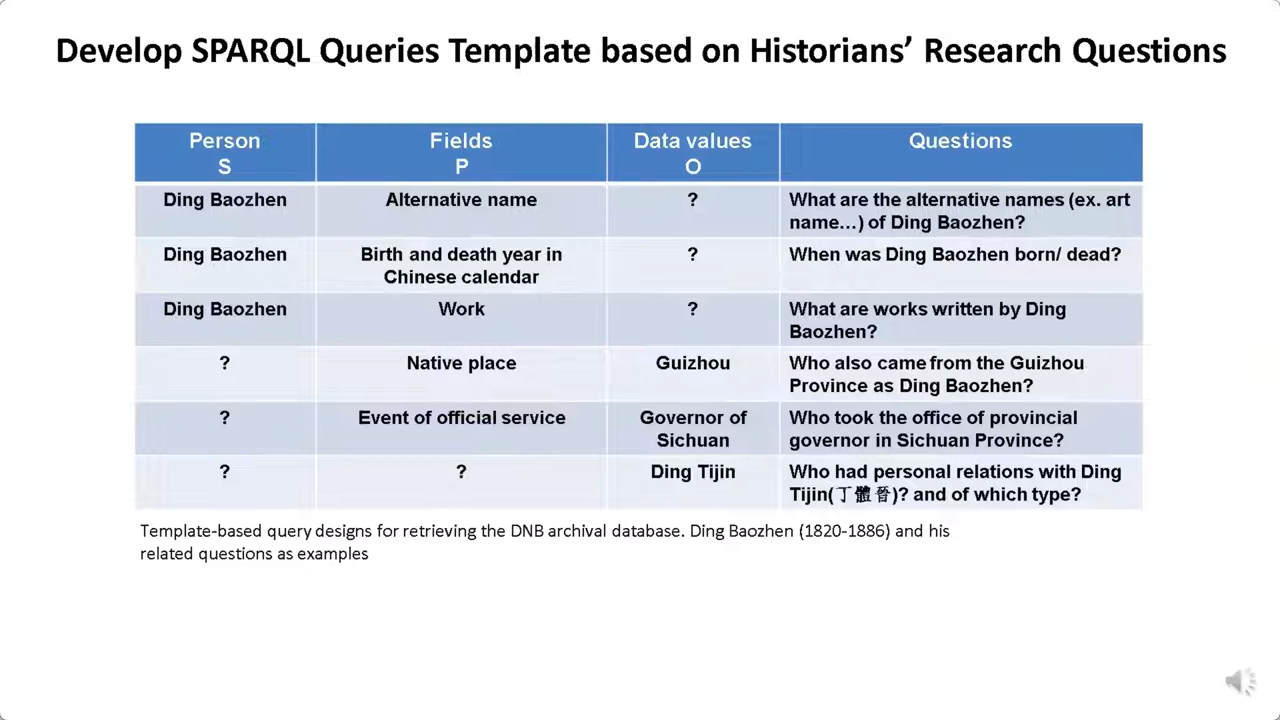 Develop SPARQL Queries Template based on Historians’ Research Questions
Person Fields Data values Questions
S P O
Ding Baozhen Alternative name ? What are the alternative names (ex. art
name…) of Ding Baozhen?
Ding Baozhen Birth and death year in ? When was Ding Baozhen born/ dead?
Chinese calendar
Ding Baozhen Work ? What are works written by Ding
Baozhen?
? Native place Guizhou Who also came from the Guizhou
Province as Ding Baozhen?
? Event of official service Governor of Who took the office of provincial
Sichuan governor in Sichuan Province?
? ? Ding Tijin Who had personal relations with Ding
Tijin(丁體晉)? and of which type?
Template-based query designs for retrieving the DNB archival database. Ding Baozhen (1820-1886) and his
related questions as examples